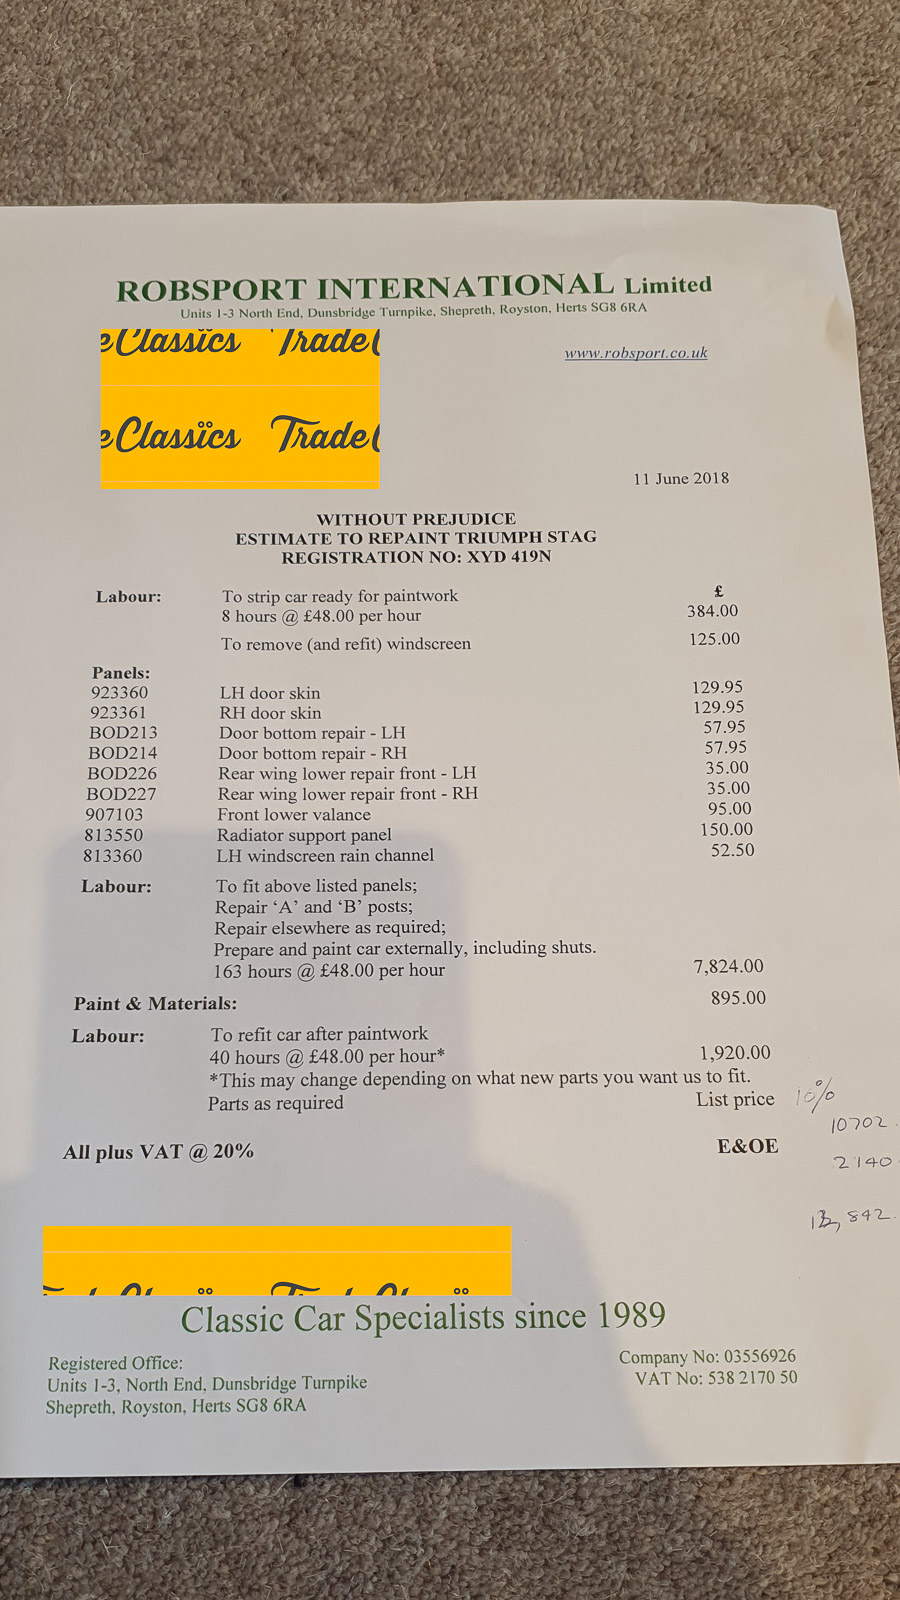 ROBSPORT INTERNATIONAL Limited
Units 1-3 North End, Dunsbridge Turnpike, Shepreth, Royston, Herts SG8 6RA
e Classics Trade C
www.robsport.co.uk
e Classics Trade C
11 June 2018
WITHOUT PREJUDICE
ESTIMATE TO REPAINT TRIUMPH STAG
REGISTRATION NO: XYD 419N
£
Labour: To strip car ready for paintwork
8 hours @ £48.00 per hour 384.00
To remove (and refit) windscreen 125.00
Panels:
923360 LH door skin 129.95
923361 RH door skin 129.95
BOD213 Door bottom repair - LH 57.95
BOD214 Door bottom repair - RH 57.95
BOD226 Rear wing lower repair front - LH 35.00
BOD227 Rear wing lower repair front - RH 35.00
907103 Front lower valance 95.00
813550 Radiator support panel 150.00
813360 LH windscreen rain channel 52.50
Labour: To fit above listed panels;
Repair ‘A’ and ‘B’ posts;
Repair elsewhere as required;
Prepare and paint car externally, including shuts.
163 hours @ £48.00 per hour 7,824.00
Paint & Materials: 895.00
Labour: To refit car after paintwork
40 hours @ £48.00 per hour* 1,920.00
*This may change depending on what new parts you want us to fit.
Parts as required List price 10%
10702.
All plus VAT @ 20% E&OE
2140
12,842.
Classic Car Specialists since 1989
Registered Office:
Units 1-3, North End, Dunsbridge Turnpike
Shepreth, Royston, Herts SG8 6RA
Company No: 03556926
VAT No: 538 2170 50